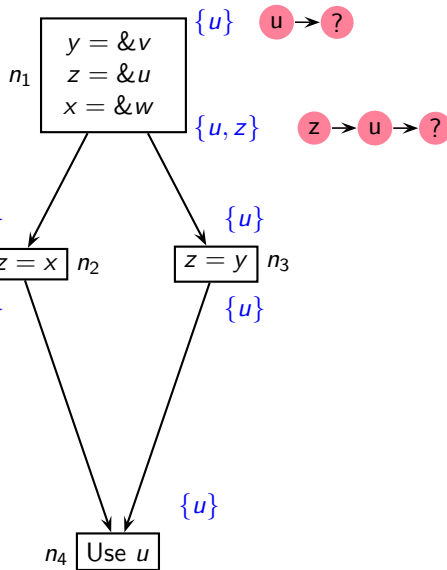 {u} u → ?
n₁
y = &v
z = &u
x = &w
{u, z} z → u → ?
} {u}
z = x n₂
z = y n₃
} {u}
{u}
n₄ Use u